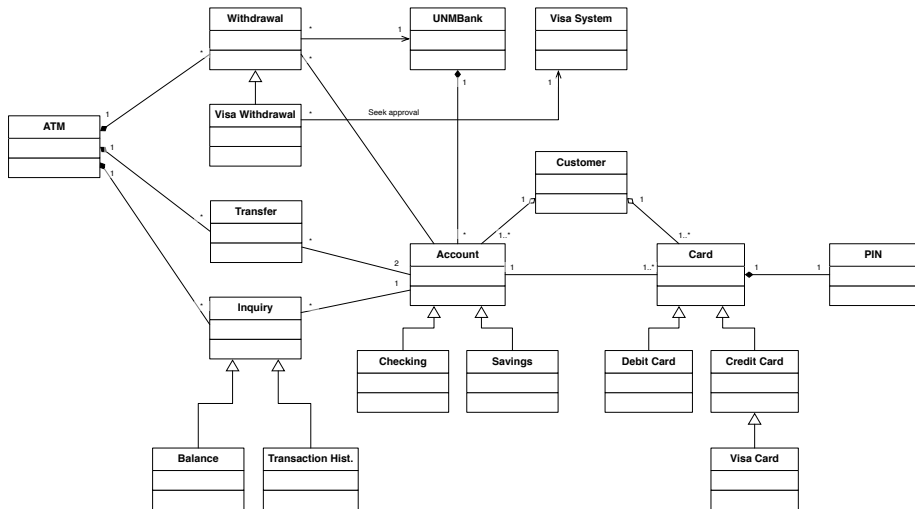 Withdrawal
UNMBank
Visa System
*
1
*
*
1
1
Visa Withdrawal
*
Seek approval
1
ATM
1
1
1
Customer
1
1
Transfer
*
*
*
1..*
1..*
Account
Card
PIN
2
1
1..*
1
1
1
Inquiry
*
*
Checking
Savings
Debit Card
Credit Card
Balance
Transaction Hist.
Visa Card